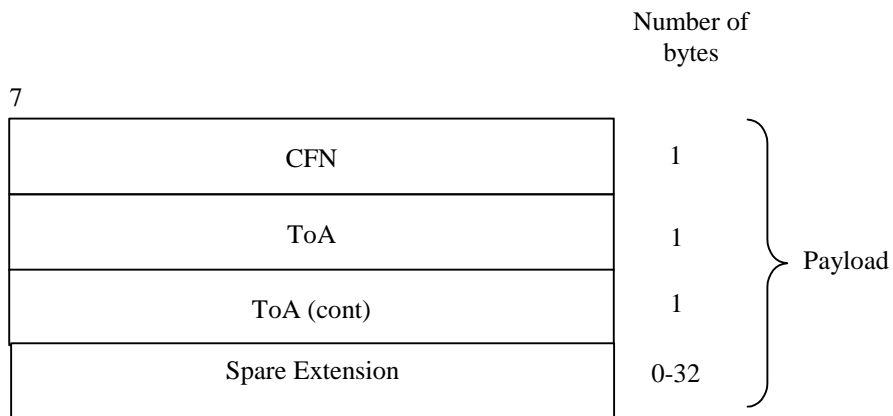 Number of
bytes
7
CFN
1
ToA
1
Payload
ToA (cont)
1
Spare Extension
0-32